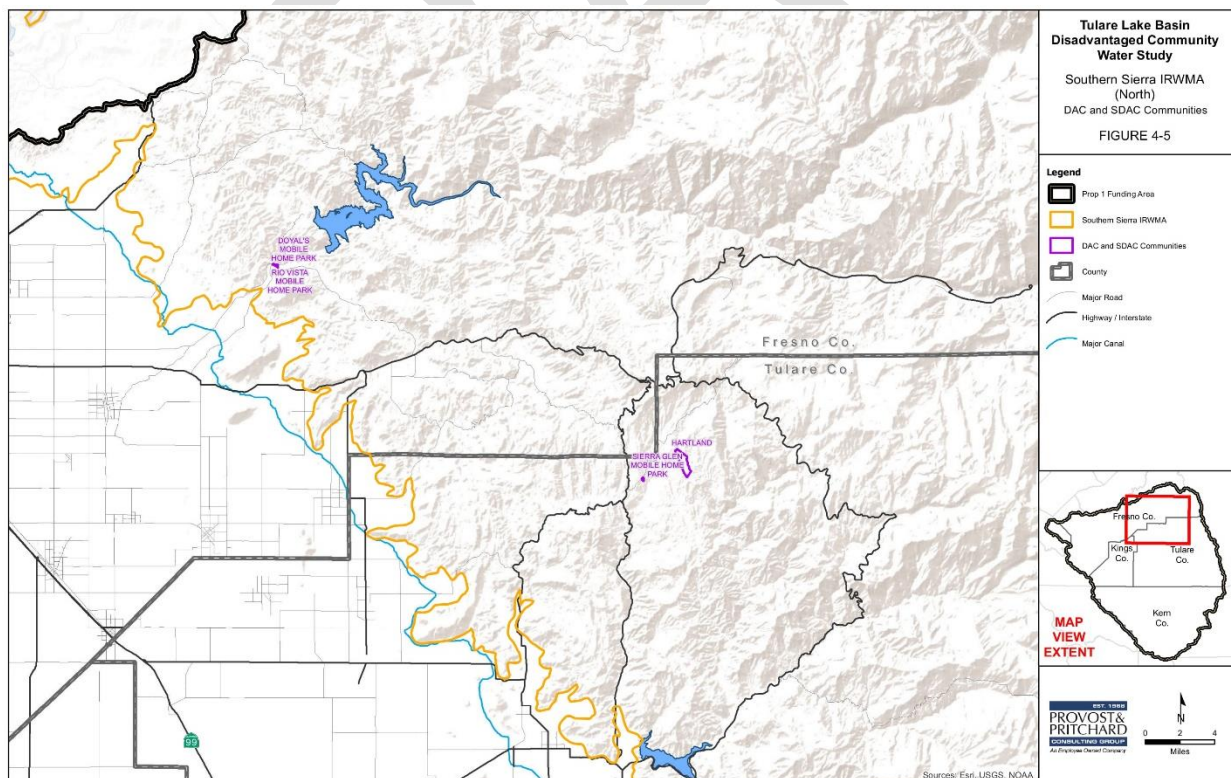 Tulare Lake Basin
Disadvantaged Community
Water Study
Southern Sierra IRWMA
(North)
DAC and SDAC Communities
FIGURE 4-5
Legend
Prop 1 Funding Area
Southern Sierra IRWMA
DAC and SDAC Communities
County
Major Road
Highway / Interstate
Major Canal
DOYAL'S
MOBILE
HOME PARK
RIO VISTA
MOBILE
HOME PARK
Fresno Co.
Tulare Co
HARTLAND
SIERRA GLEN
MOBILE HOME
PARK
99
Sources: Esri, USGS, NOAA
Fresno Co.
Kings
Co.
Tulare
Co.
Kern
Co.
MAP
VIEW
EXTENT
EST. 1968
PROVOST&
PRITCHARD
CONSULTING GROUP
An Employee Owned Company
N
0 2 4
Miles